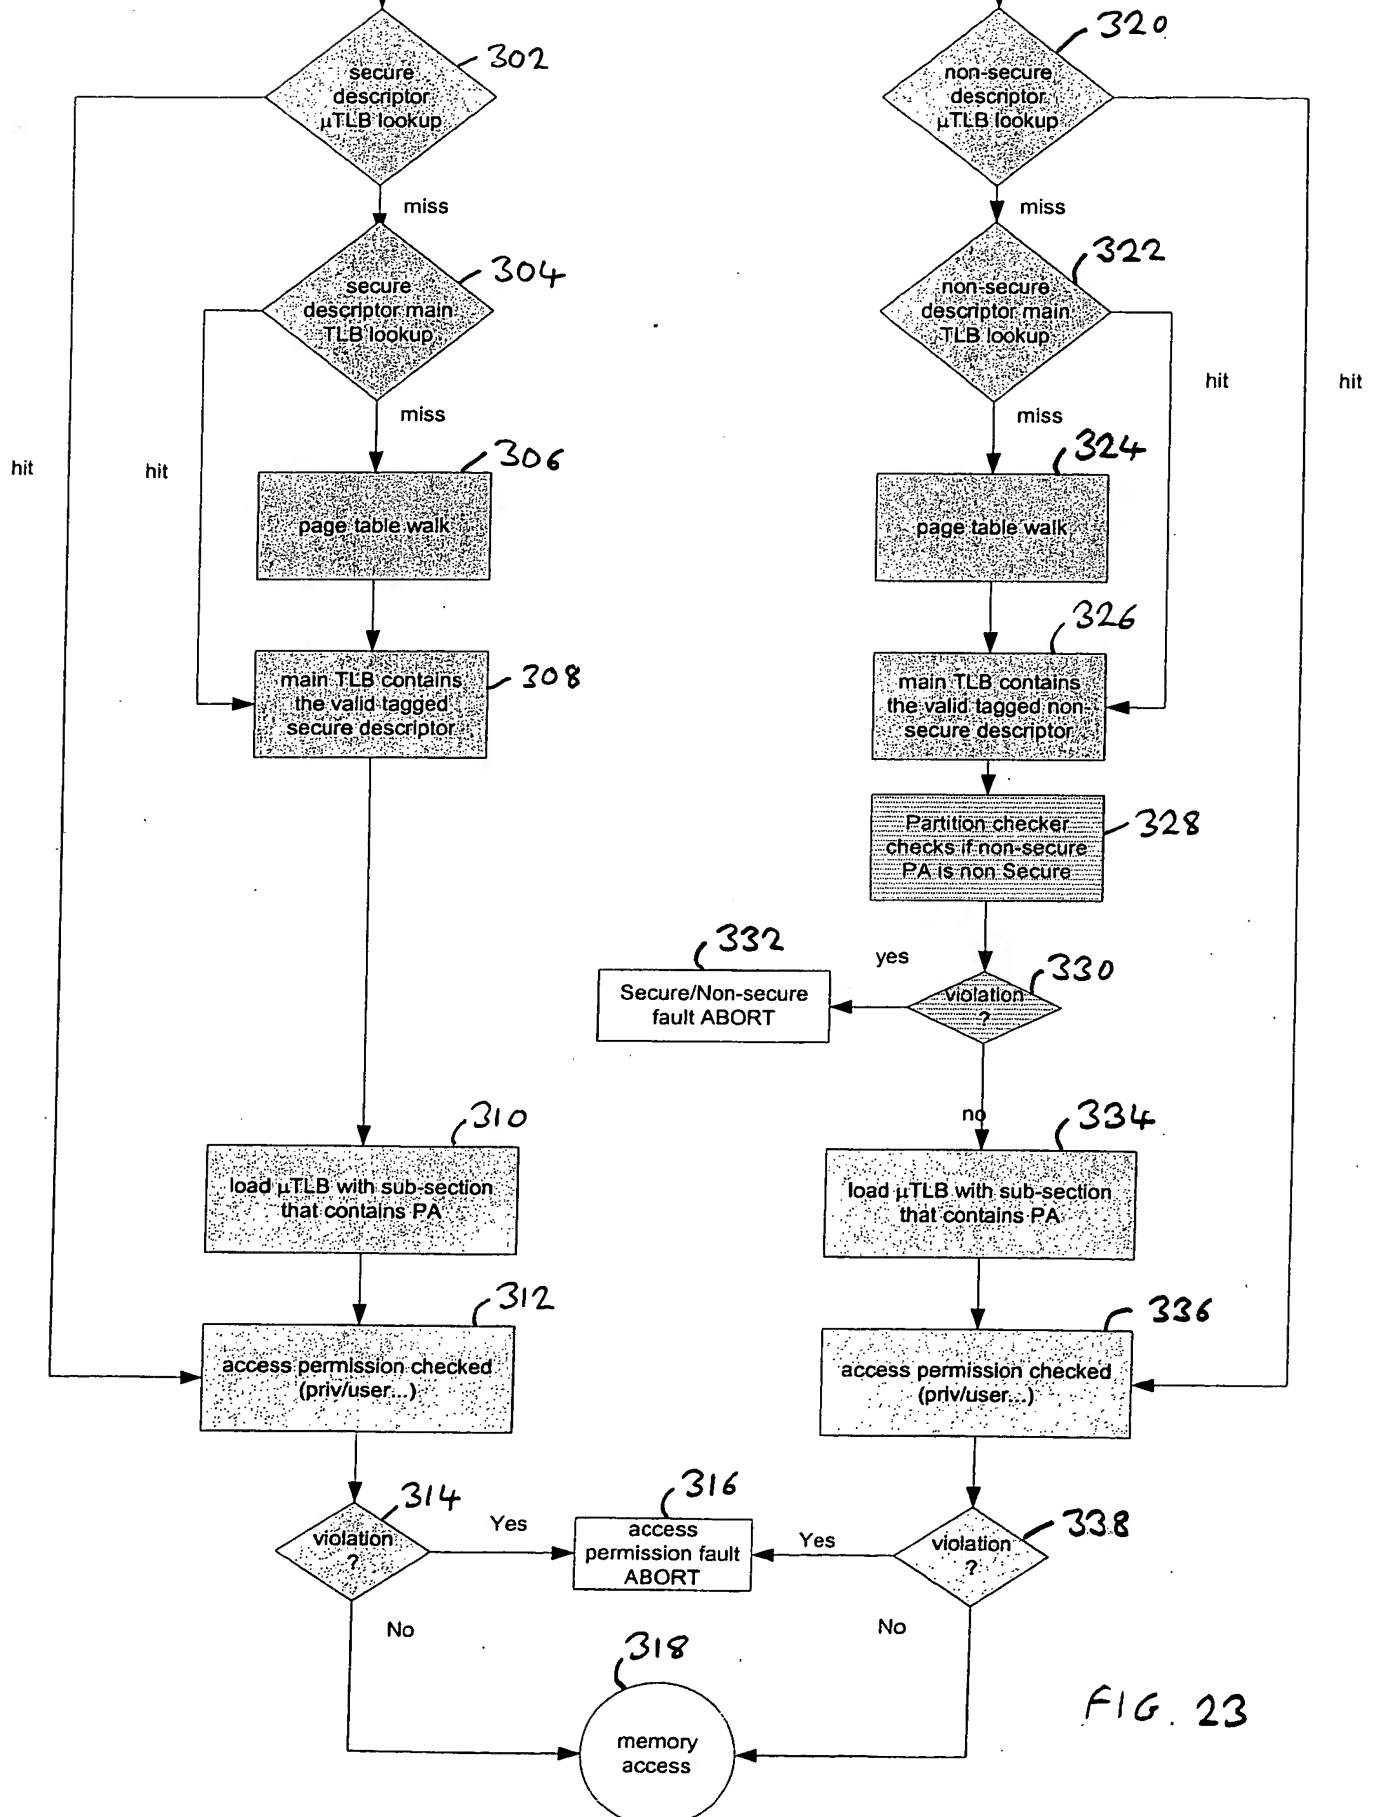 302
secure
descriptor
µTLB lookup
miss
304
secure
descriptor main
TLB lookup
miss
hit
hit
306
page table walk
308
main TLB contains
the valid tagged
secure descriptor
310
load µTLB with sub-section
that contains PA
312
access permission checked
(priv/user...)
314
violation
?
Yes
No
316
access
permission fault
ABORT
318
memory
access
320
non-secure
descriptor
µTLB lookup
miss
322
non-secure
descriptor main
TLB lookup
miss
hit
hit
324
page table walk
326
main TLB contains
the valid tagged non
secure descriptor
328
Partition checker
checks if non-secure
PA is non Secure
330
violation
?
yes
332
Secure/Non-secure
fault ABORT
no
334
load µTLB with sub-section
that contains PA
336
access permission checked
(priv/user...)
338
violation
?
Yes
No
FIG. 23